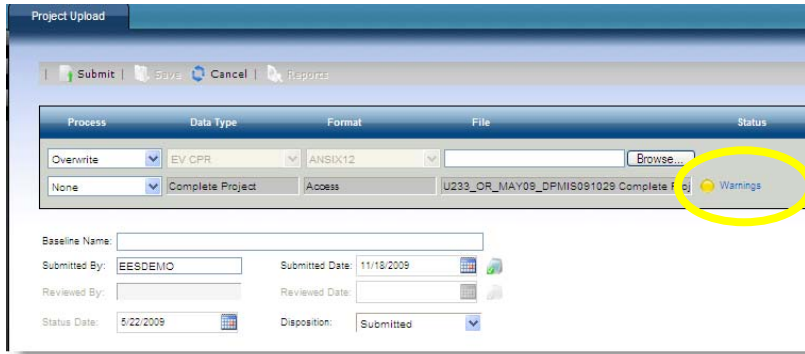 Project Upload
| Submit | Save Cancel | Reports
Process Data Type Format File Status
Overwrite EV CPR ANSIX12 Browse...
None Complete Project Access U233_OR_MAY09_DPMIS091029 Complete Proj Warnings
Baseline Name:
Submitted By: EESDEMO Submitted Date: 11/18/2009
Reviewed By: Reviewed Date:
Status Date: 5/22/2009 Disposition: Submitted